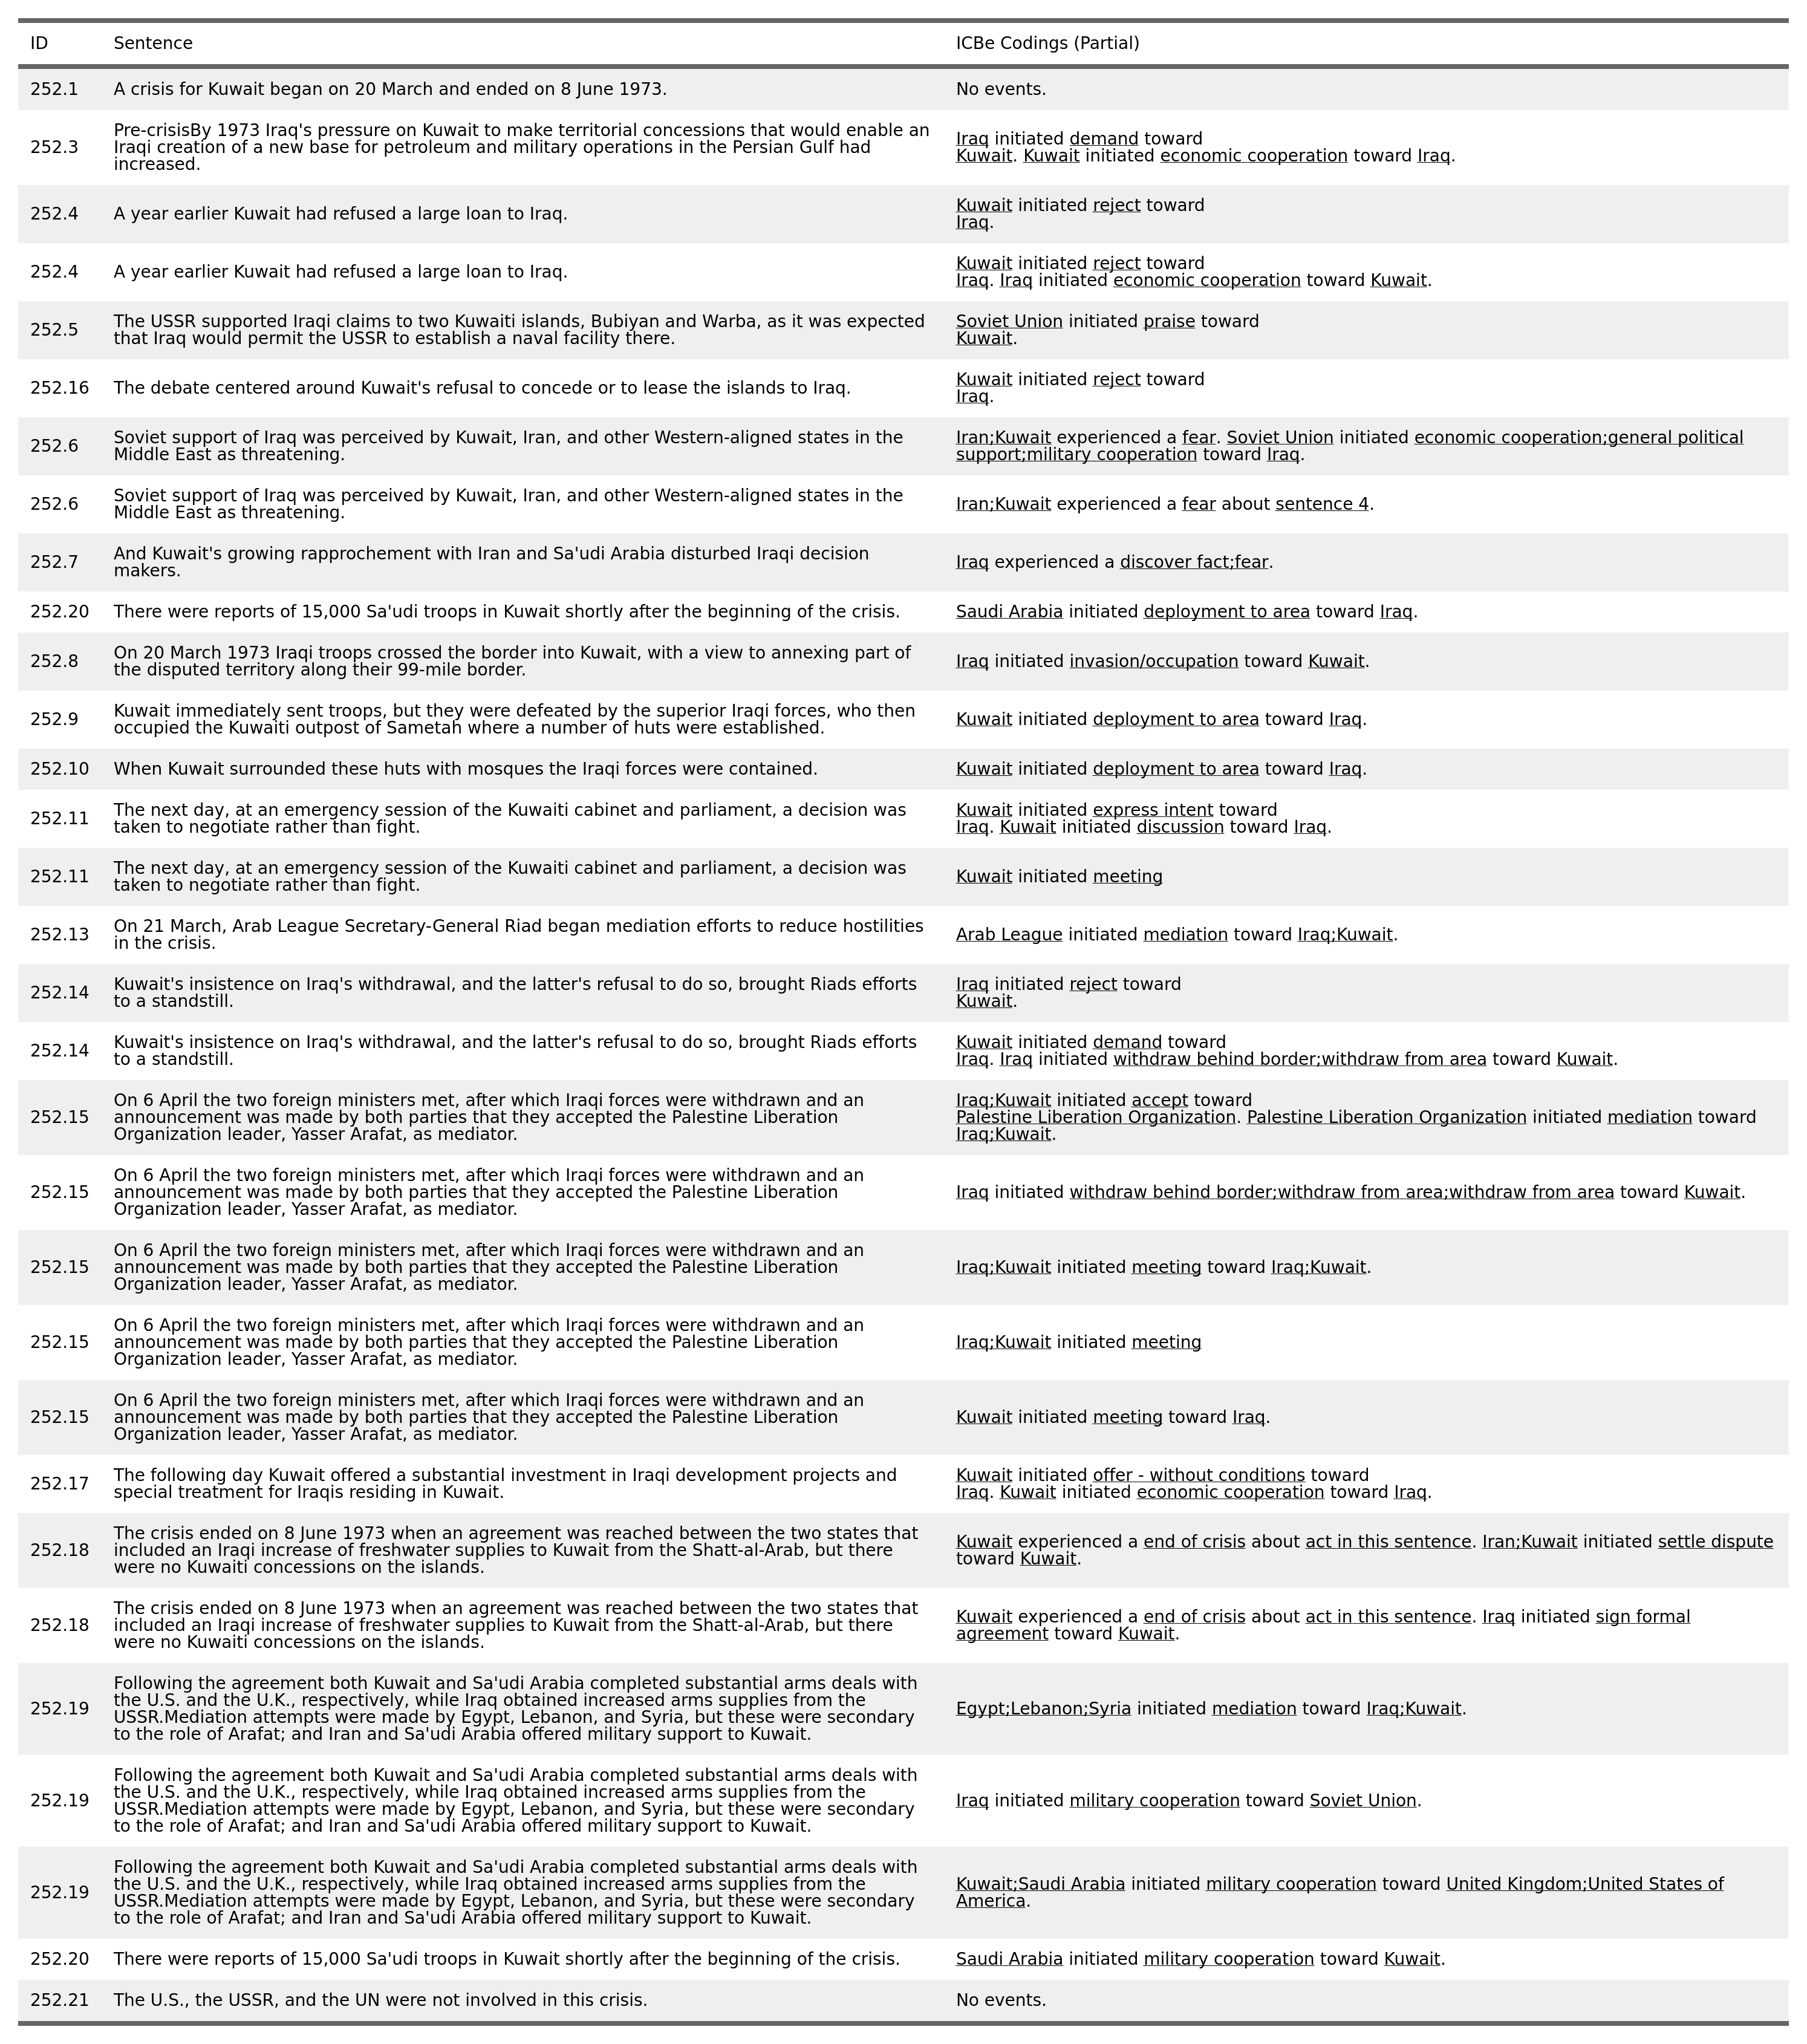 ID Sentence ICBe Codings (Partial)
252.1 A crisis for Kuwait began on 20 March and ended on 8 June 1973. No events.
252.3
Pre-crisisBy 1973 Iraq's pressure on Kuwait to make territorial concessions that would enable an
Iraqi creation of a new base for petroleum and military operations in the Persian Gulf had
increased.
Iraq initiated demand toward
Kuwait. Kuwait initiated economic cooperation toward Iraq.
252.4 A year earlier Kuwait had refused a large loan to Iraq.
Kuwait initiated reject toward
Iraq.
252.4 A year earlier Kuwait had refused a large loan to Iraq.
Kuwait initiated reject toward
Iraq. Iraq initiated economic cooperation toward Kuwait.
252.5
The USSR supported Iraqi claims to two Kuwaiti islands, Bubiyan and Warba, as it was expected
that Iraq would permit the USSR to establish a naval facility there.
Soviet Union initiated praise toward
Kuwait.
252.16 The debate centered around Kuwait's refusal to concede or to lease the islands to Iraq.
Kuwait initiated reject toward
Iraq.
252.6
Soviet support of Iraq was perceived by Kuwait, Iran, and other Western-aligned states in the
Middle East as threatening.
Iran;Kuwait experienced a fear. Soviet Union initiated economic cooperation;general political
support;military cooperation toward Iraq.
252.6
Soviet support of Iraq was perceived by Kuwait, Iran, and other Western-aligned states in the
Middle East as threatening.
Iran;Kuwait experienced a fear about sentence 4.
252.7
And Kuwait's growing rapprochement with Iran and Sa'udi Arabia disturbed Iraqi decision
makers.
Iraq experienced a discover fact;fear.
252.20 There were reports of 15,000 Sa'udi troops in Kuwait shortly after the beginning of the crisis. Saudi Arabia initiated deployment to area toward Iraq.
252.8
On 20 March 1973 Iraqi troops crossed the border into Kuwait, with a view to annexing part of
the disputed territory along their 99-mile border.
Iraq initiated invasion/occupation toward Kuwait.
252.9
Kuwait immediately sent troops, but they were defeated by the superior Iraqi forces, who then
occupied the Kuwaiti outpost of Sametah where a number of huts were established.
Kuwait initiated deployment to area toward Iraq.
252.10 When Kuwait surrounded these huts with mosques the Iraqi forces were contained. Kuwait initiated deployment to area toward Iraq.
252.11
The next day, at an emergency session of the Kuwaiti cabinet and parliament, a decision was
taken to negotiate rather than fight.
Kuwait initiated express intent toward
Iraq. Kuwait initiated discussion toward Iraq.
252.11
The next day, at an emergency session of the Kuwaiti cabinet and parliament, a decision was
taken to negotiate rather than fight.
Kuwait initiated meeting
252.13
On 21 March, Arab League Secretary-General Riad began mediation efforts to reduce hostilities
in the crisis.
Arab League initiated mediation toward Iraq;Kuwait.
252.14
Kuwait's insistence on Iraq's withdrawal, and the latter's refusal to do so, brought Riads efforts
to a standstill.
Iraq initiated reject toward
Kuwait.
252.14
Kuwait's insistence on Iraq's withdrawal, and the latter's refusal to do so, brought Riads efforts
to a standstill.
Kuwait initiated demand toward
Iraq. Iraq initiated withdraw behind border;withdraw from area toward Kuwait.
252.15
On 6 April the two foreign ministers met, after which Iraqi forces were withdrawn and an
announcement was made by both parties that they accepted the Palestine Liberation
Organization leader, Yasser Arafat, as mediator.
Iraq;Kuwait initiated accept toward
Palestine Liberation Organization. Palestine Liberation Organization initiated mediation toward
Iraq;Kuwait.
252.15
On 6 April the two foreign ministers met, after which Iraqi forces were withdrawn and an
announcement was made by both parties that they accepted the Palestine Liberation
Organization leader, Yasser Arafat, as mediator.
Iraq initiated withdraw behind border;withdraw from area;withdraw from area toward Kuwait.
252.15
On 6 April the two foreign ministers met, after which Iraqi forces were withdrawn and an
announcement was made by both parties that they accepted the Palestine Liberation
Organization leader, Yasser Arafat, as mediator.
Iraq;Kuwait initiated meeting toward Iraq;Kuwait.
252.15
On 6 April the two foreign ministers met, after which Iraqi forces were withdrawn and an
announcement was made by both parties that they accepted the Palestine Liberation
Organization leader, Yasser Arafat, as mediator.
Iraq;Kuwait initiated meeting
252.15
On 6 April the two foreign ministers met, after which Iraqi forces were withdrawn and an
announcement was made by both parties that they accepted the Palestine Liberation
Organization leader, Yasser Arafat, as mediator.
Kuwait initiated meeting toward Iraq.
252.17
The following day Kuwait offered a substantial investment in Iraqi development projects and
special treatment for Iraqis residing in Kuwait.
Kuwait initiated offer - without conditions toward
Iraq. Kuwait initiated economic cooperation toward Iraq.
252.18
The crisis ended on 8 June 1973 when an agreement was reached between the two states that
included an Iraqi increase of freshwater supplies to Kuwait from the Shatt-al-Arab, but there
were no Kuwaiti concessions on the islands.
Kuwait experienced a end of crisis about act in this sentence. Iran;Kuwait initiated settle dispute
toward Kuwait.
252.18
The crisis ended on 8 June 1973 when an agreement was reached between the two states that
included an Iraqi increase of freshwater supplies to Kuwait from the Shatt-al-Arab, but there
were no Kuwaiti concessions on the islands.
Kuwait experienced a end of crisis about act in this sentence. Iraq initiated sign formal
agreement toward Kuwait.
252.19
Following the agreement both Kuwait and Sa'udi Arabia completed substantial arms deals with
the U.S. and the U.K., respectively, while Iraq obtained increased arms supplies from the
USSR.Mediation attempts were made by Egypt, Lebanon, and Syria, but these were secondary
to the role of Arafat; and Iran and Sa'udi Arabia offered military support to Kuwait.
Egypt;Lebanon;Syria initiated mediation toward Iraq;Kuwait.
252.19
Following the agreement both Kuwait and Sa'udi Arabia completed substantial arms deals with
the U.S. and the U.K., respectively, while Iraq obtained increased arms supplies from the
USSR.Mediation attempts were made by Egypt, Lebanon, and Syria, but these were secondary
to the role of Arafat; and Iran and Sa'udi Arabia offered military support to Kuwait.
Iraq initiated military cooperation toward Soviet Union.
252.19
Following the agreement both Kuwait and Sa'udi Arabia completed substantial arms deals with
the U.S. and the U.K., respectively, while Iraq obtained increased arms supplies from the
USSR.Mediation attempts were made by Egypt, Lebanon, and Syria, but these were secondary
to the role of Arafat; and Iran and Sa'udi Arabia offered military support to Kuwait.
Kuwait;Saudi Arabia initiated military cooperation toward United Kingdom;United States of
America.
252.20 There were reports of 15,000 Sa'udi troops in Kuwait shortly after the beginning of the crisis. Saudi Arabia initiated military cooperation toward Kuwait.
252.21 The U.S., the USSR, and the UN were not involved in this crisis. No events.